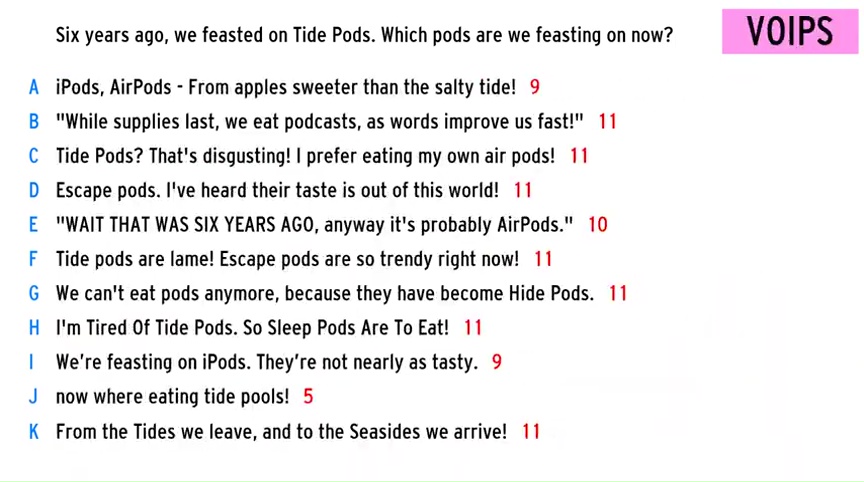 Six years ago, we feasted on Tide Pods. Which pods are we feasting on now?
VOIPS
A iPods, AirPods - From apples sweeter than the salty tide! 9
B "While supplies last, we eat podcasts, as words improve us fast!" 11
C Tide Pods? That's disgusting! I prefer eating my own air pods! 11
D Escape pods. I've heard their taste is out of this world! 11
E "WAIT THAT WAS SIX YEARS AGO, anyway it's probably AirPods." 10
F Tide pods are lame! Escape pods are so trendy right now! 11
G We can't eat pods anymore, because they have become Hide Pods. 11
H I'm Tired Of Tide Pods. So Sleep Pods Are To Eat! 11
I We’re feasting on iPods. They’re not nearly as tasty. 9
J now where eating tide pools! 5
K From the Tides we leave, and to the Seasides we arrive! 11